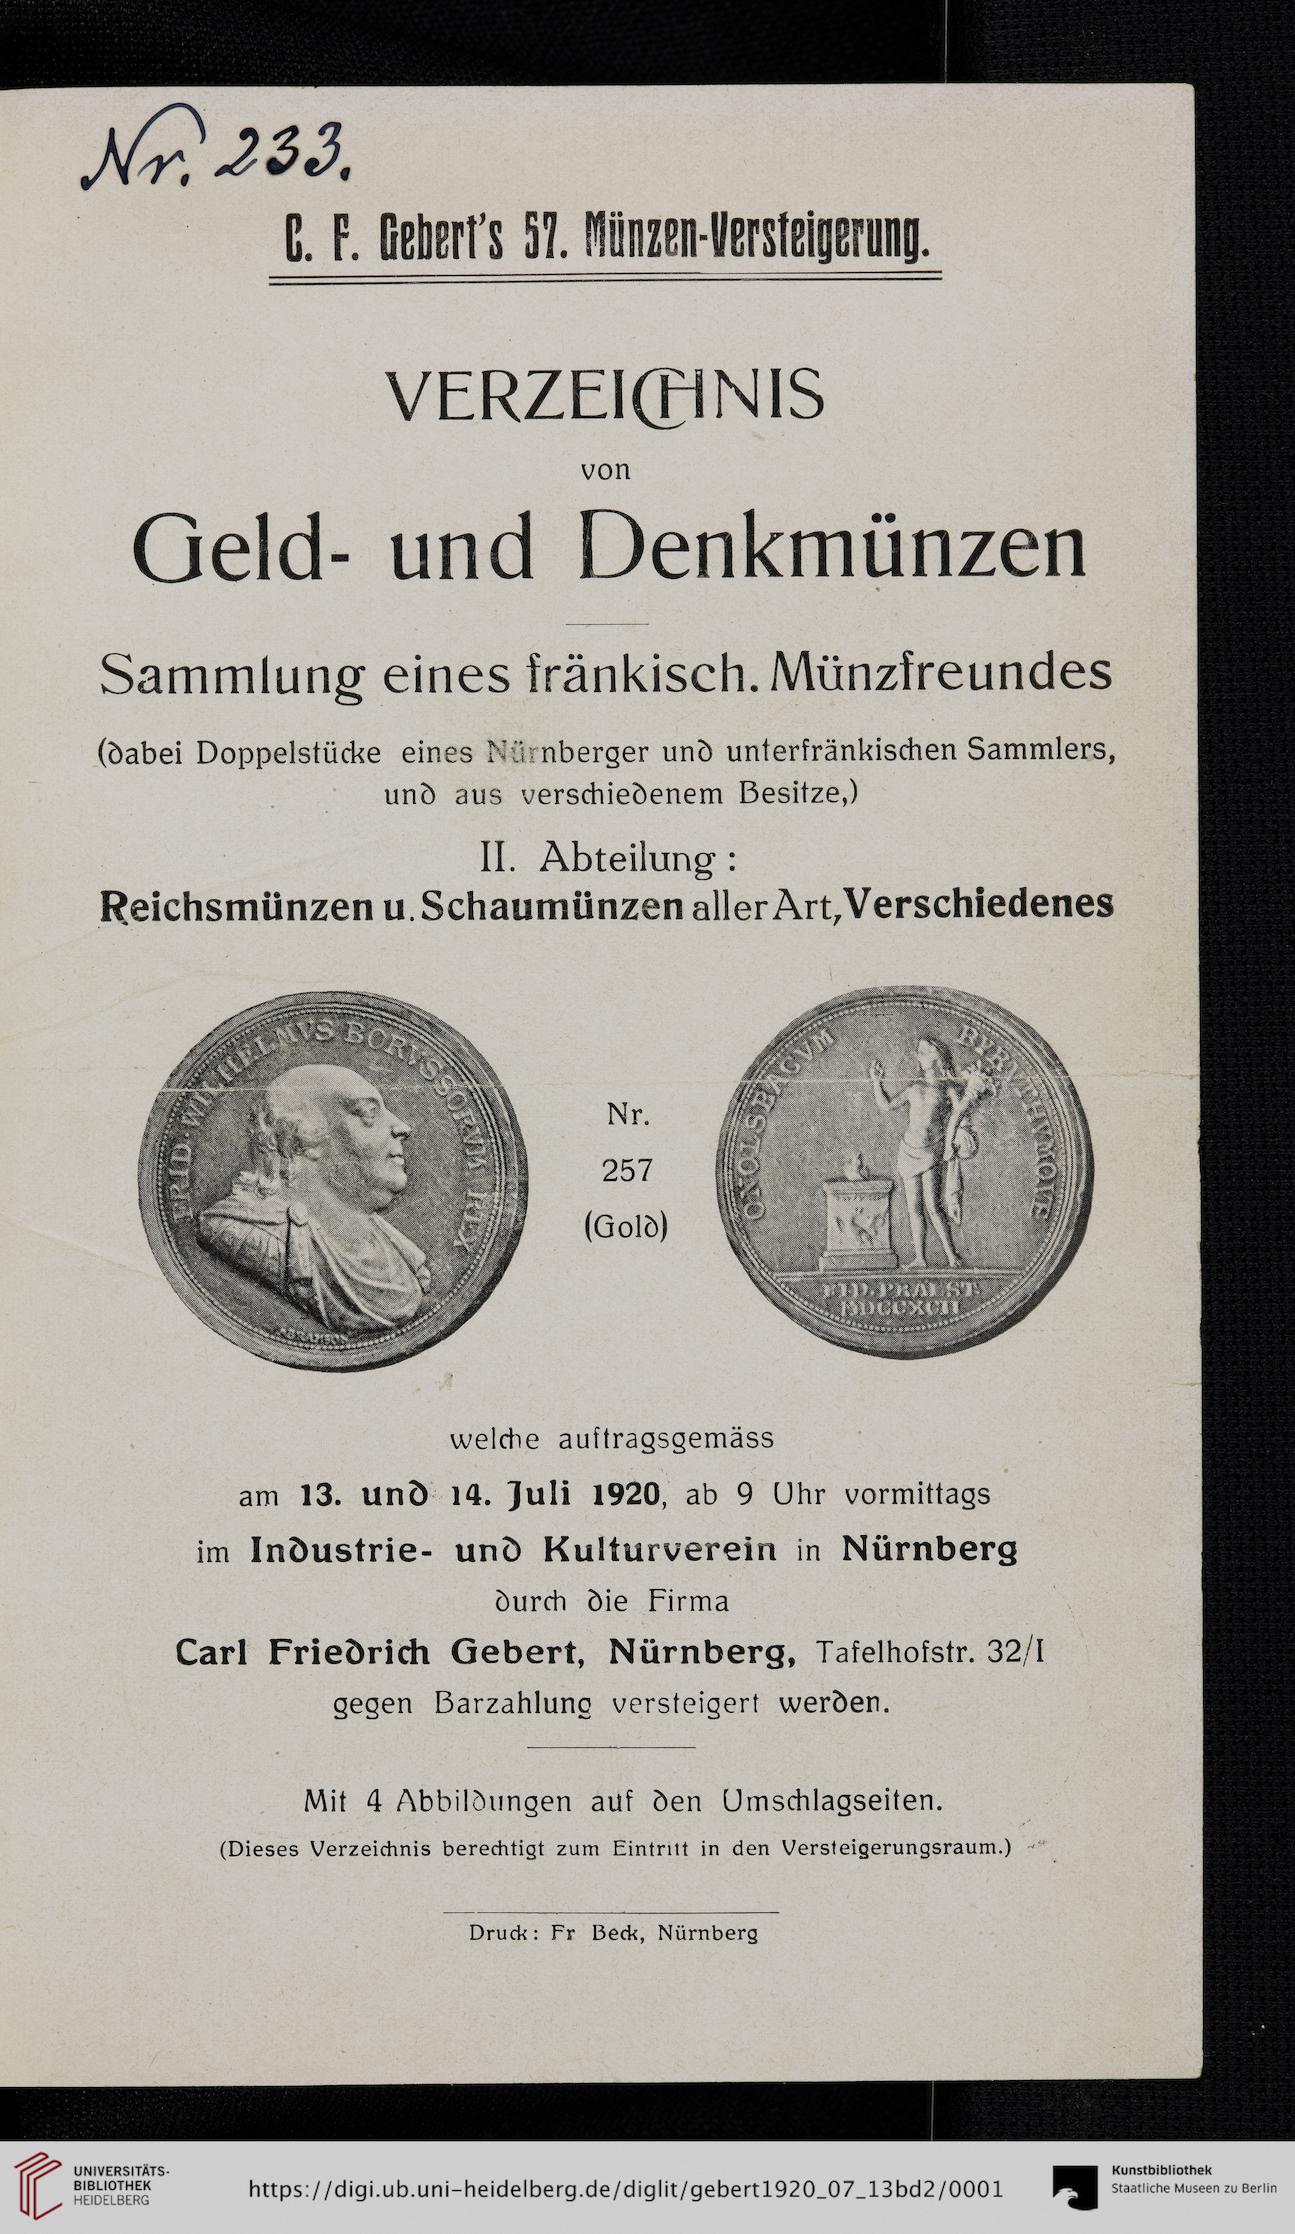 Nr. 233.
C. F. Gebert's 57. Münzen-Versteigerung.
VERZEICHNIS
von
Geld- und Denkmünzen
Sammlung eines fränkisch. Münzfreundes
(dabei Doppelstücke eines Nürnberger und unterfränkischen Sammlers,
und aus verschiedenem Besitze,)
II. Abteilung :
Reichsmünzen u. Schaumünzen aller Art, Verschiedenes
FRID. WILHELMVS BORVSSORVM REX
ABRAMSON
Nr.
257
(Gold)
ONOLSBACVM BYRVTHVMQVE
FID. PRAEST.
MDCCXCII
welche auftragsgemäss
am 13. und 14. Juli 1920, ab 9 Uhr vormittags
im Industrie- und Kulturverein in Nürnberg
durch die Firma
Carl Friedrich Gebert, Nürnberg, Tafelhofstr. 32/I
gegen Barzahlung versteigert werden.
Mit 4 Abbildungen auf den Umschlagseiten.
(Dieses Verzeichnis berechtigt zum Eintritt in den Versteigerungsraum.)
Druck: Fr Beck, Nürnberg
UNIVERSITÄTS-
BIBLIOTHEK
HEIDELBERG
https://digi.ub.uni-heidelberg.de/diglit/gebert1920_07_13bd2/0001
Kunstbibliothek
Staatliche Museen zu Berlin